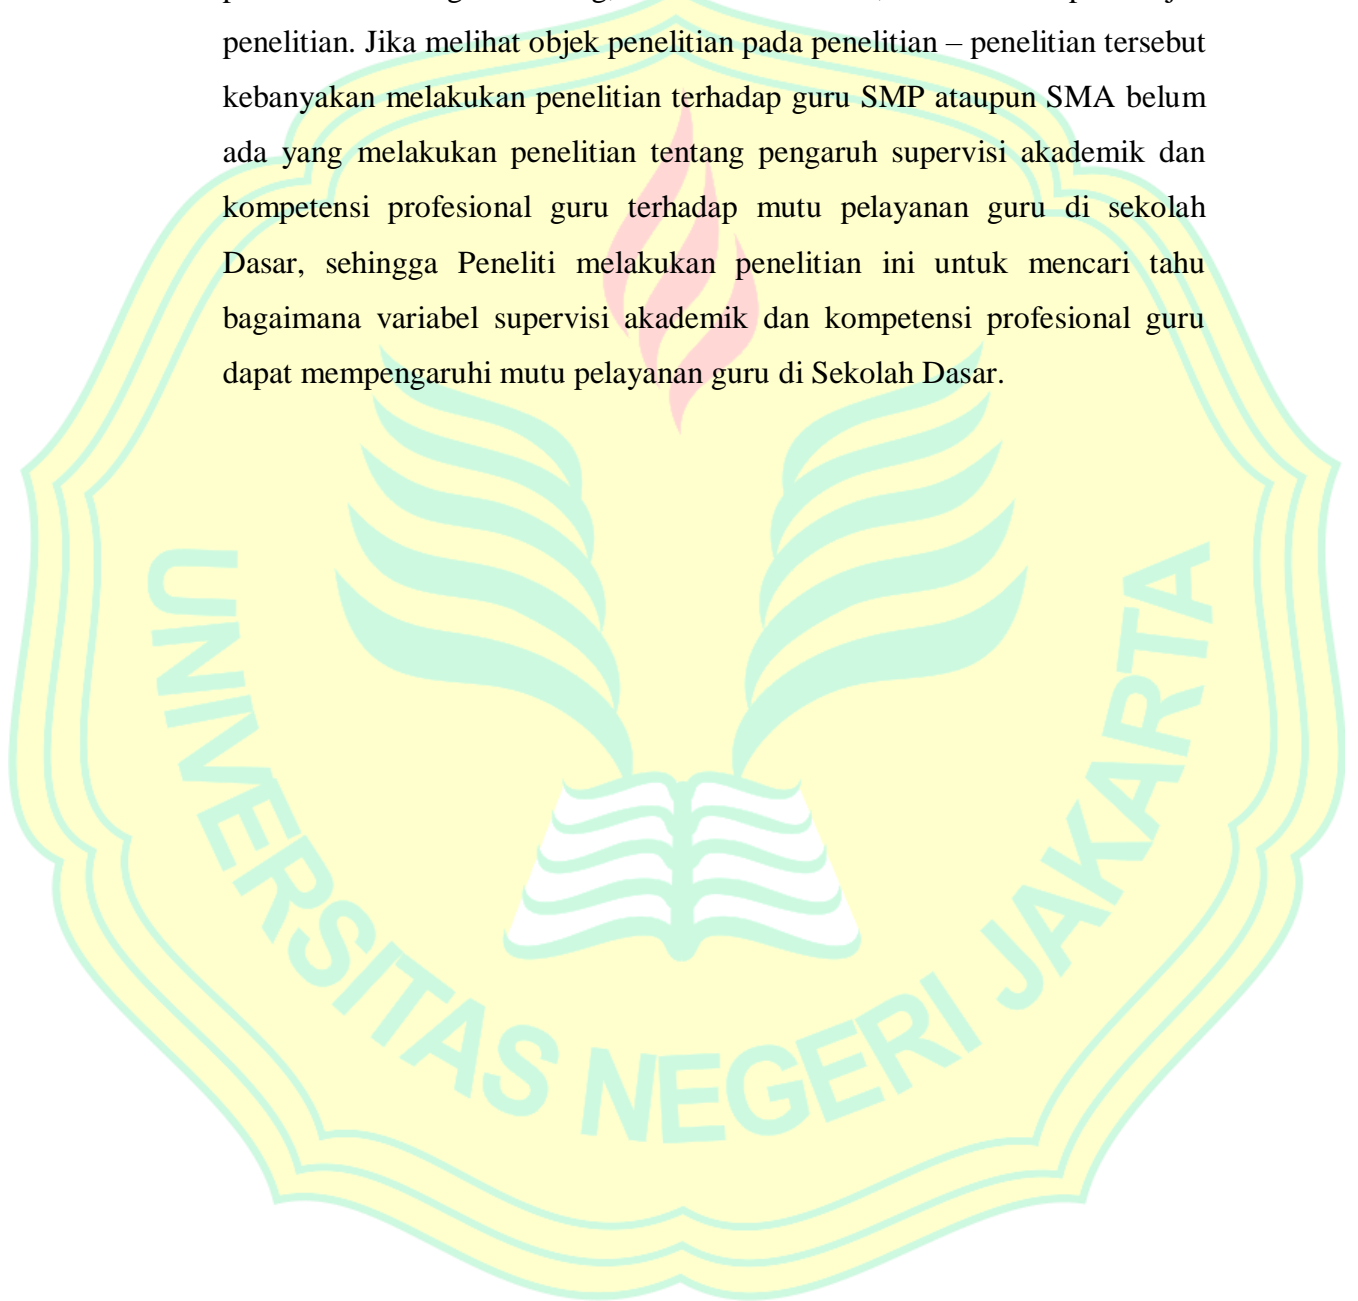 penelitian. Jika melihat objek penelitian pada penelitian – penelitian tersebut
kebanyakan melakukan penelitian terhadap guru SMP ataupun SMA belum
ada yang melakukan penelitian tentang pengaruh supervisi akademik dan
kompetensi profesional guru terhadap mutu pelayanan guru di sekolah
Dasar, sehingga Peneliti melakukan penelitian ini untuk mencari tahu
bagaimana variabel supervisi akademik dan kompetensi profesional guru
dapat mempengaruhi mutu pelayanan guru di Sekolah Dasar.
UNIVERSITAS NEGERI JAKARTA